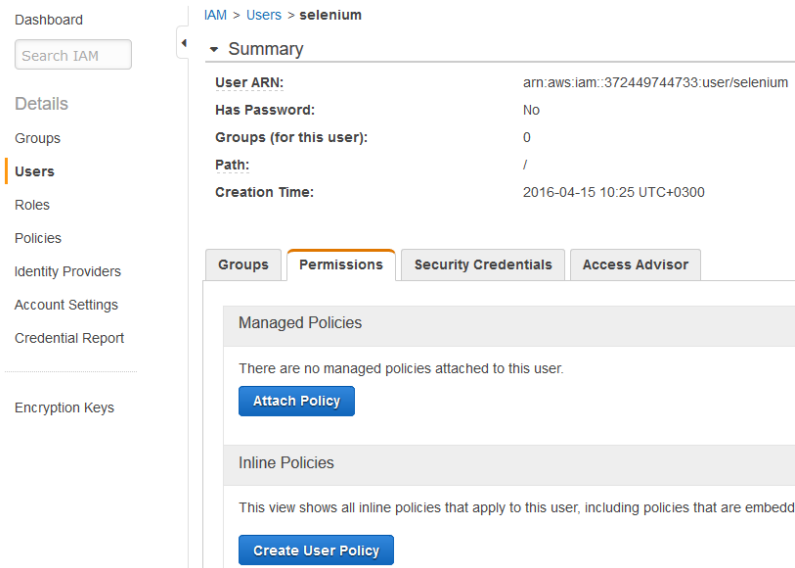 Dashboard
Search IAM
Details
Groups
Users
Roles
Policies
Identity Providers
Account Settings
Credential Report
Encryption Keys
IAM > Users > selenium
Summary
User ARN: arn:aws:iam::372449744733:user/selenium
Has Password: No
Groups (for this user): 0
Path: /
Creation Time: 2016-04-15 10:25 UTC+0300
Groups Permissions Security Credentials Access Advisor
Managed Policies
There are no managed policies attached to this user.
Attach Policy
Inline Policies
This view shows all inline policies that apply to this user, including policies that are embedd
Create User Policy